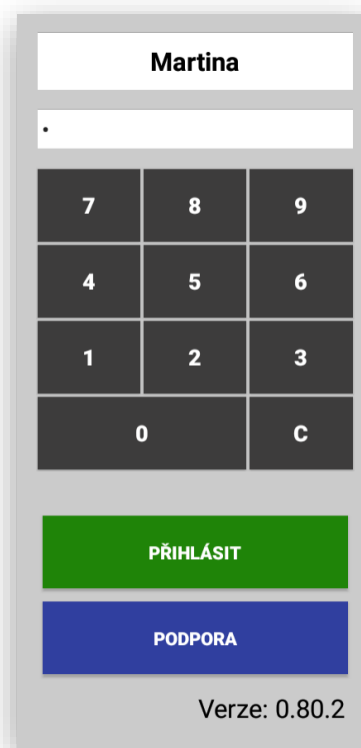 Martina
•
7 8 9
4 5 6
1 2 3
0 C
PŘIHLÁSIT
PODPORA
Verze: 0.80.2